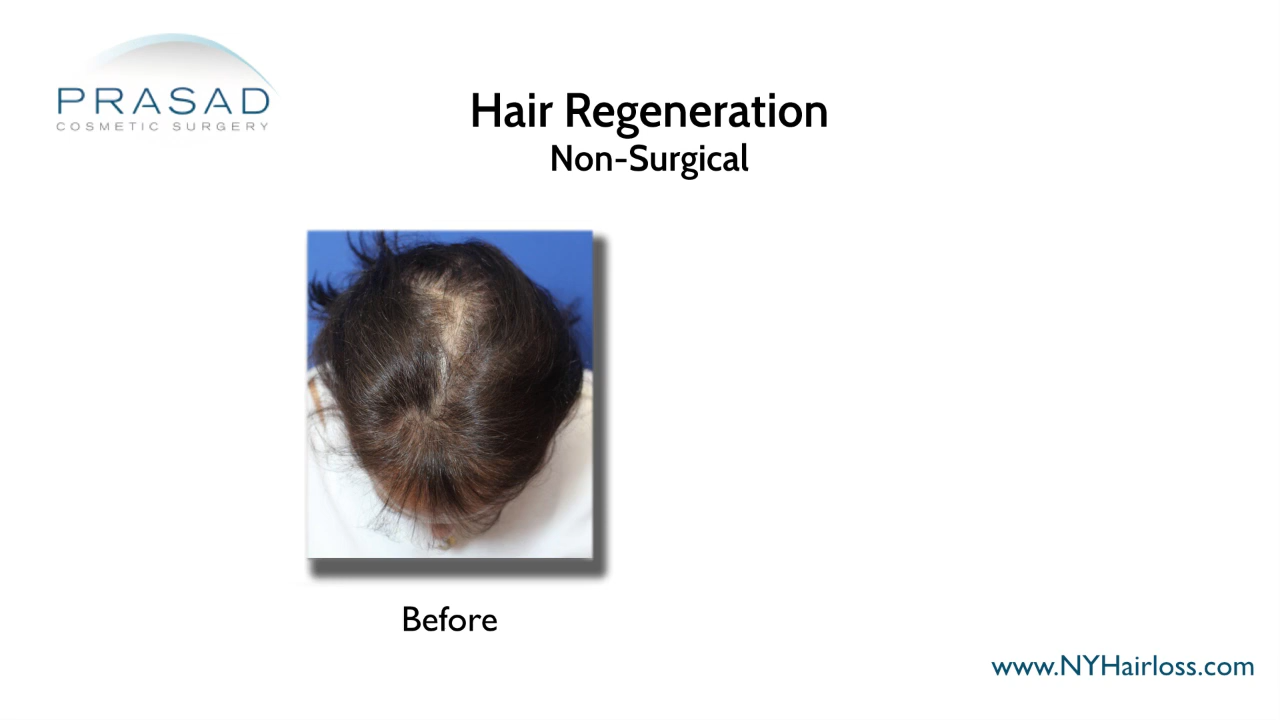 PRASAD
COSMETIC SURGERY
Hair Regeneration
Non-Surgical
Before
www.NYHairloss.com